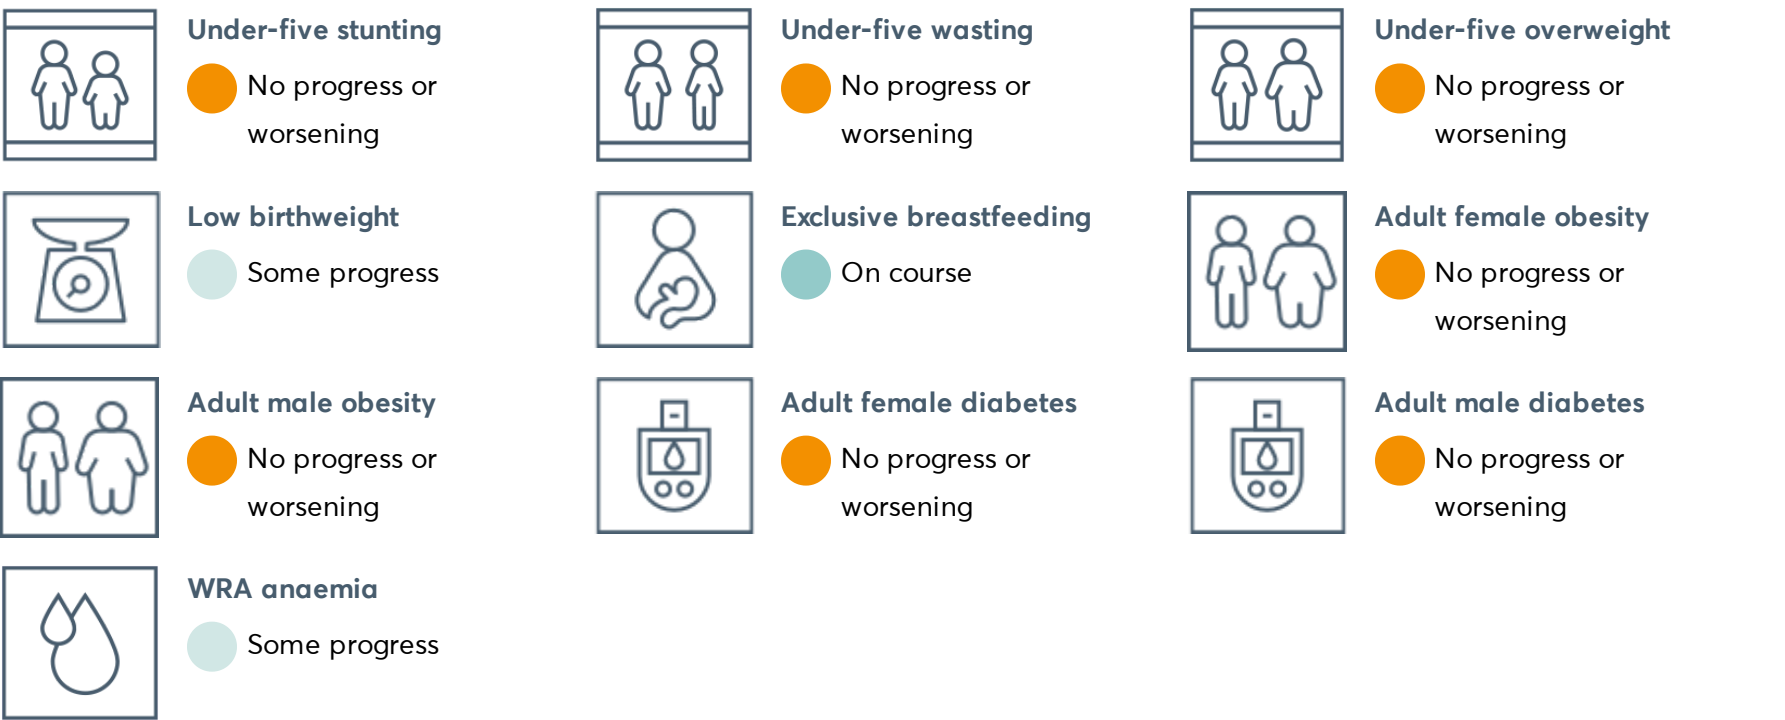 Under-five stunting
No progress or
worsening
Under-five wasting
No progress or
worsening
Under-five overweight
No progress or
worsening
Low birthweight
Some progress
Exclusive breastfeeding
On course
Adult female obesity
No progress or
worsening
Adult male obesity
No progress or
worsening
Adult female diabetes
No progress or
worsening
Adult male diabetes
No progress or
worsening
WRA anaemia
Some progress